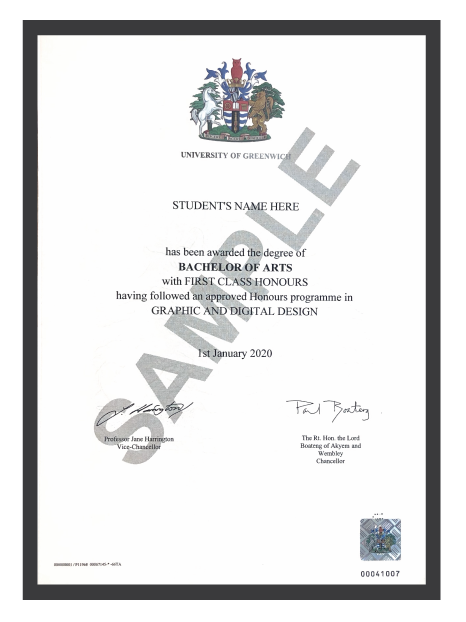 UNIVERSITY OF GREENWICH
STUDENT'S NAME HERE
has been awarded the degree of
BACHELOR OF ARTS
with FIRST CLASS HONOURS
having followed an approved Honours programme in
GRAPHIC AND DIGITAL DESIGN
1st January 2020
SAMPLE
Professor Jane Harrington
Vice-Chancellor
Paul Boateng
The Rt. Hon. the Lord
Boateng of Akyem and
Wembley
Chancellor
00041007